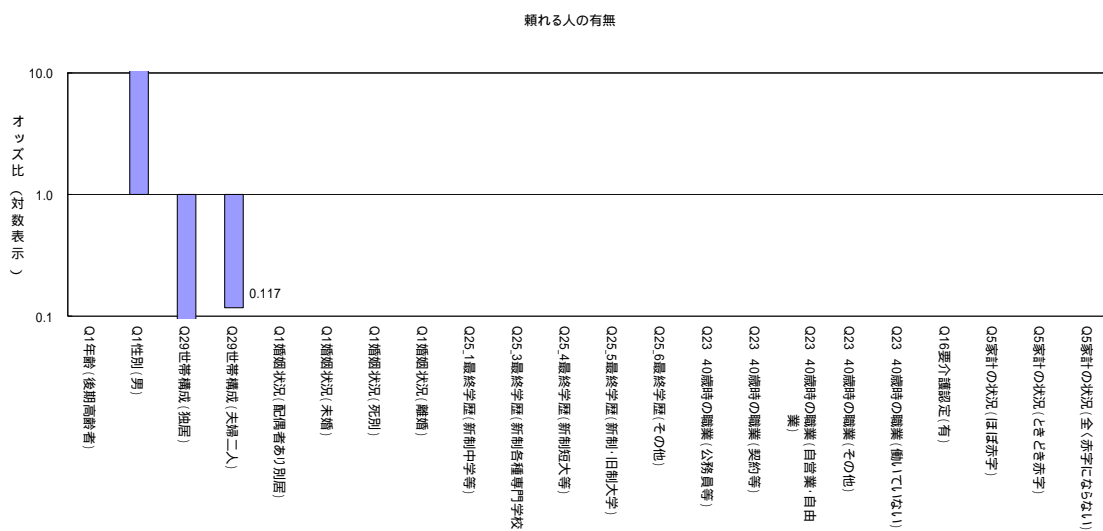 頼れる人の有無
オッズ比（対数表示）
10.0
1.0
0.1
0.117
Q1年齢(後期高齢者)
Q1性別(男)
Q29世帯構成(独居)
Q29世帯構成(夫婦二人)
Q1婚姻状況(配偶者あり別居)
Q1婚姻状況(未婚)
Q1婚姻状況(死別)
Q1婚姻状況(離婚)
Q25_1最終学歴(新制中学等)
Q25_3最終学歴(新制各種専門学校
Q25_4最終学歴(新制短大等)
Q25_5最終学歴(新制・旧制大学)
Q25_6最終学歴(その他)
Q23 40歳時の職業(公務員等)
Q23 40歳時の職業(契約等)
Q23 40歳時の職業(自営業・自由
業)
Q23 40歳時の職業(その他)
Q23 40歳時の職業(働いていない)
Q16要介護認定(有)
Q5家計の状況(ほぼ赤字)
Q5家計の状況(ときどき赤字)
Q5家計の状況(全く赤字にならない)